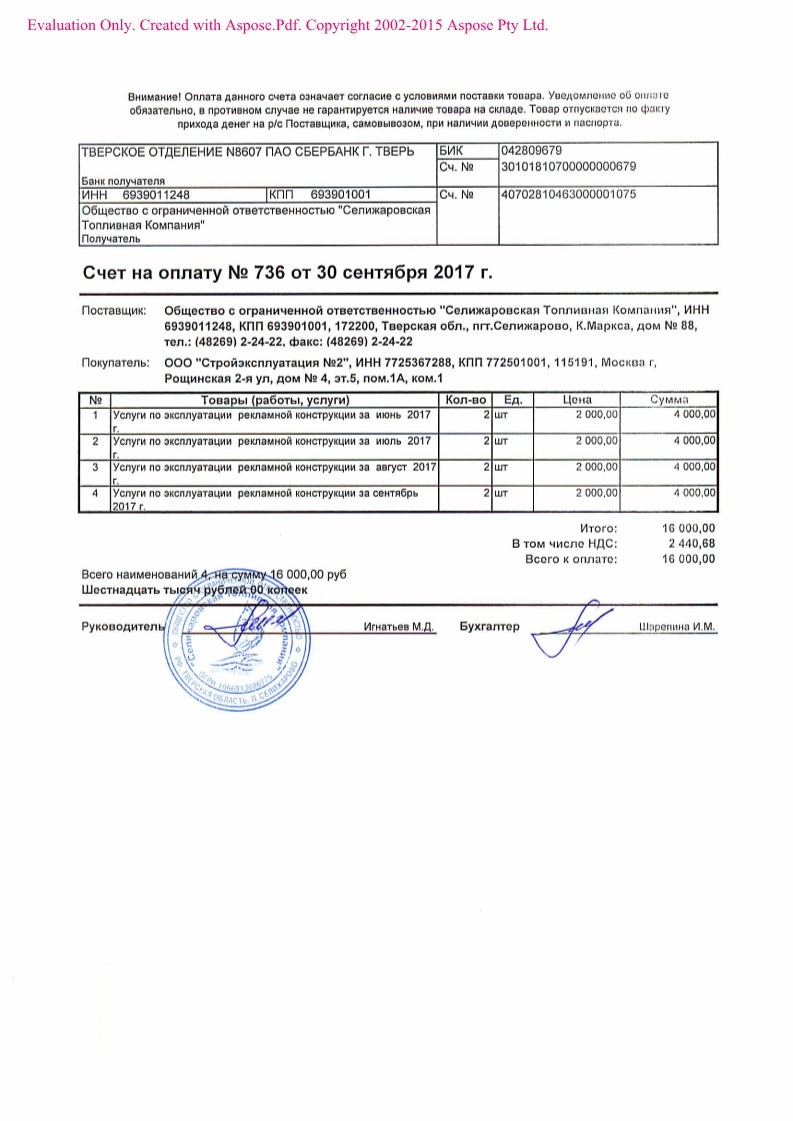 Evaluation Only. Created with Aspose.Pdf. Copyright 2002-2015 Aspose Pty Ltd.
Внимание! Оплата данного счета означает согласие с условиями поставки товара. Уведомление об оплате
обязательно, в противном случае не гарантируется наличие товара на складе. Товар отпускается по факту
прихода денег на р/с Поставщика, самовывозом, при наличии доверенности и паспорта.
ТВЕРСКОЕ ОТДЕЛЕНИЕ N8607 ПАО СБЕРБАНК Г. ТВЕРЬ БИК 042809679
Сч. № 30101810700000000679
Банк получателя
ИНН 6939011248 КПП 693901001 Сч. № 40702810463000001075
Общество с ограниченной ответственностью "Селижаровская
Топливная Компания"
Получатель
Счет на оплату № 736 от 30 сентября 2017 г.
Поставщик: Общество с ограниченной ответственностью "Селижаровская Топливная Компания", ИНН
6939011248, КПП 693901001, 172200, Тверская обл., пгт.Селижарово, К.Маркса, дом № 88,
тел.: (48269) 2-24-22, факс: (48269) 2-24-22
Покупатель: ООО "Стройэксплуатация №2", ИНН 7725367288, КПП 772501001, 115191, Москва г,
Рощинская 2-я ул, дом № 4, эт.5, пом.1А, ком.1
№ Товары (работы, услуги) Кол-во Ед. Цена Сумма
1 Услуги по эксплуатации рекламной конструкции за июнь 2017 2 шт 2 000,00 4 000,00
г.
2 Услуги по эксплуатации рекламной конструкции за июль 2017 2 шт 2 000,00 4 000,00
г.
3 Услуги по эксплуатации рекламной конструкции за август 2017 2 шт 2 000,00 4 000,00
г.
4 Услуги по эксплуатации рекламной конструкции за сентябрь 2 шт 2 000,00 4 000,00
2017 г.
Итого: 16 000,00
В том числе НДС: 2 440,68
Всего к оплате: 16 000,00
Всего наименований 4, на сумму 16 000,00 руб
Шестнадцать тысяч рублей 00 копеек
Руководитель Игнатьев М.Д. Бухгалтер Шарепина И.М.
"Селижаровская Топливная Компания"
РФ ТВЕРСКАЯ ОБЛАСТЬ, П.СЕЛИЖАРОВО